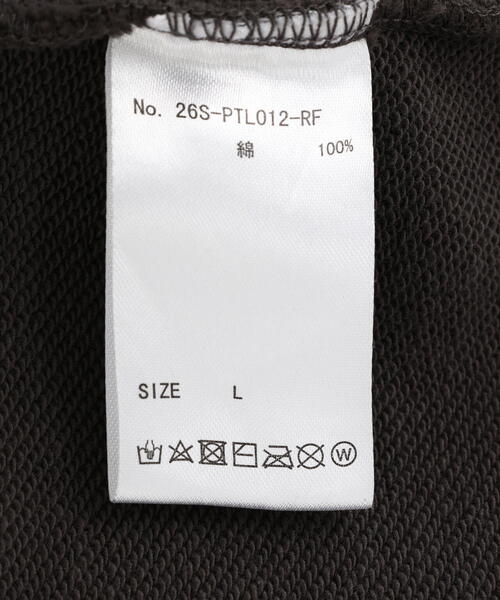 No. 26S-PTL012-RF
綿 100%
SIZE L
W